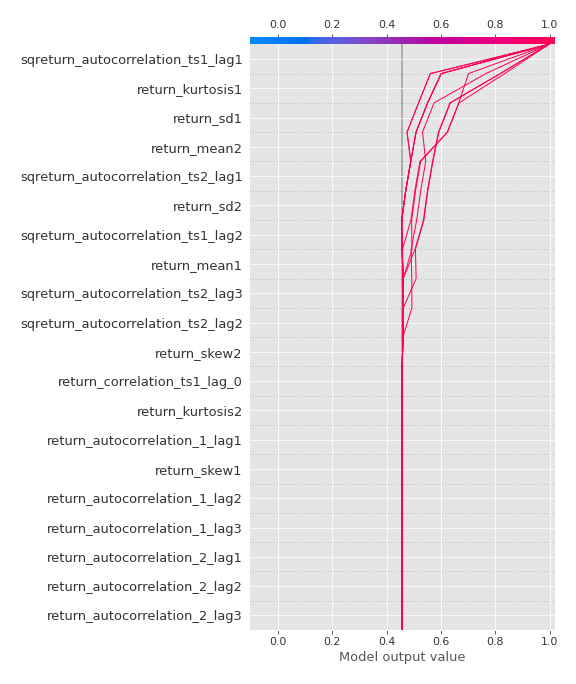 0.0 0.2 0.4 0.6 0.8 1.0
sqreturn_autocorrelation_ts1_lag1
return_kurtosis1
return_sd1
return_mean2
sqreturn_autocorrelation_ts2_lag1
return_sd2
sqreturn_autocorrelation_ts1_lag2
return_mean1
sqreturn_autocorrelation_ts2_lag3
sqreturn_autocorrelation_ts2_lag2
return_skew2
return_correlation_ts1_lag_0
return_kurtosis2
return_autocorrelation_1_lag1
return_skew1
return_autocorrelation_1_lag2
return_autocorrelation_1_lag3
return_autocorrelation_2_lag1
return_autocorrelation_2_lag2
return_autocorrelation_2_lag3
0.0 0.2 0.4 0.6 0.8 1.0
Model output value